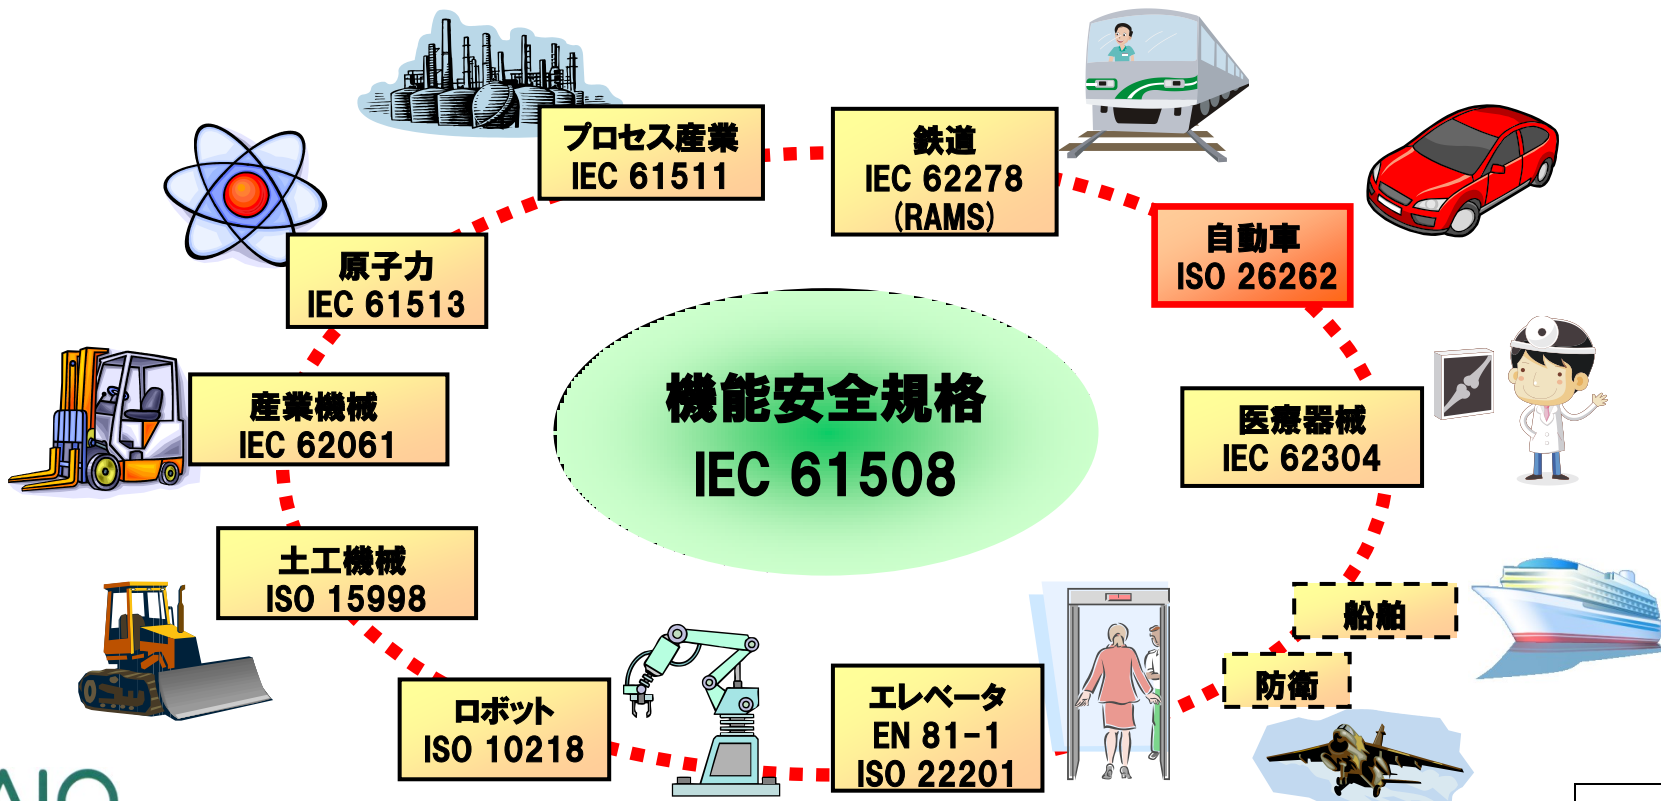 プロセス産業
IEC 61511
鉄道
IEC 62278
(RAMS)
自動車
ISO 26262
原子力
IEC 61513
機能安全規格
IEC 61508
産業機械
IEC 62061
医療器械
IEC 62304
土工機械
ISO 15998
船舶
防衛
ロボット
ISO 10218
エレベータ
EN 81-1
ISO 22201